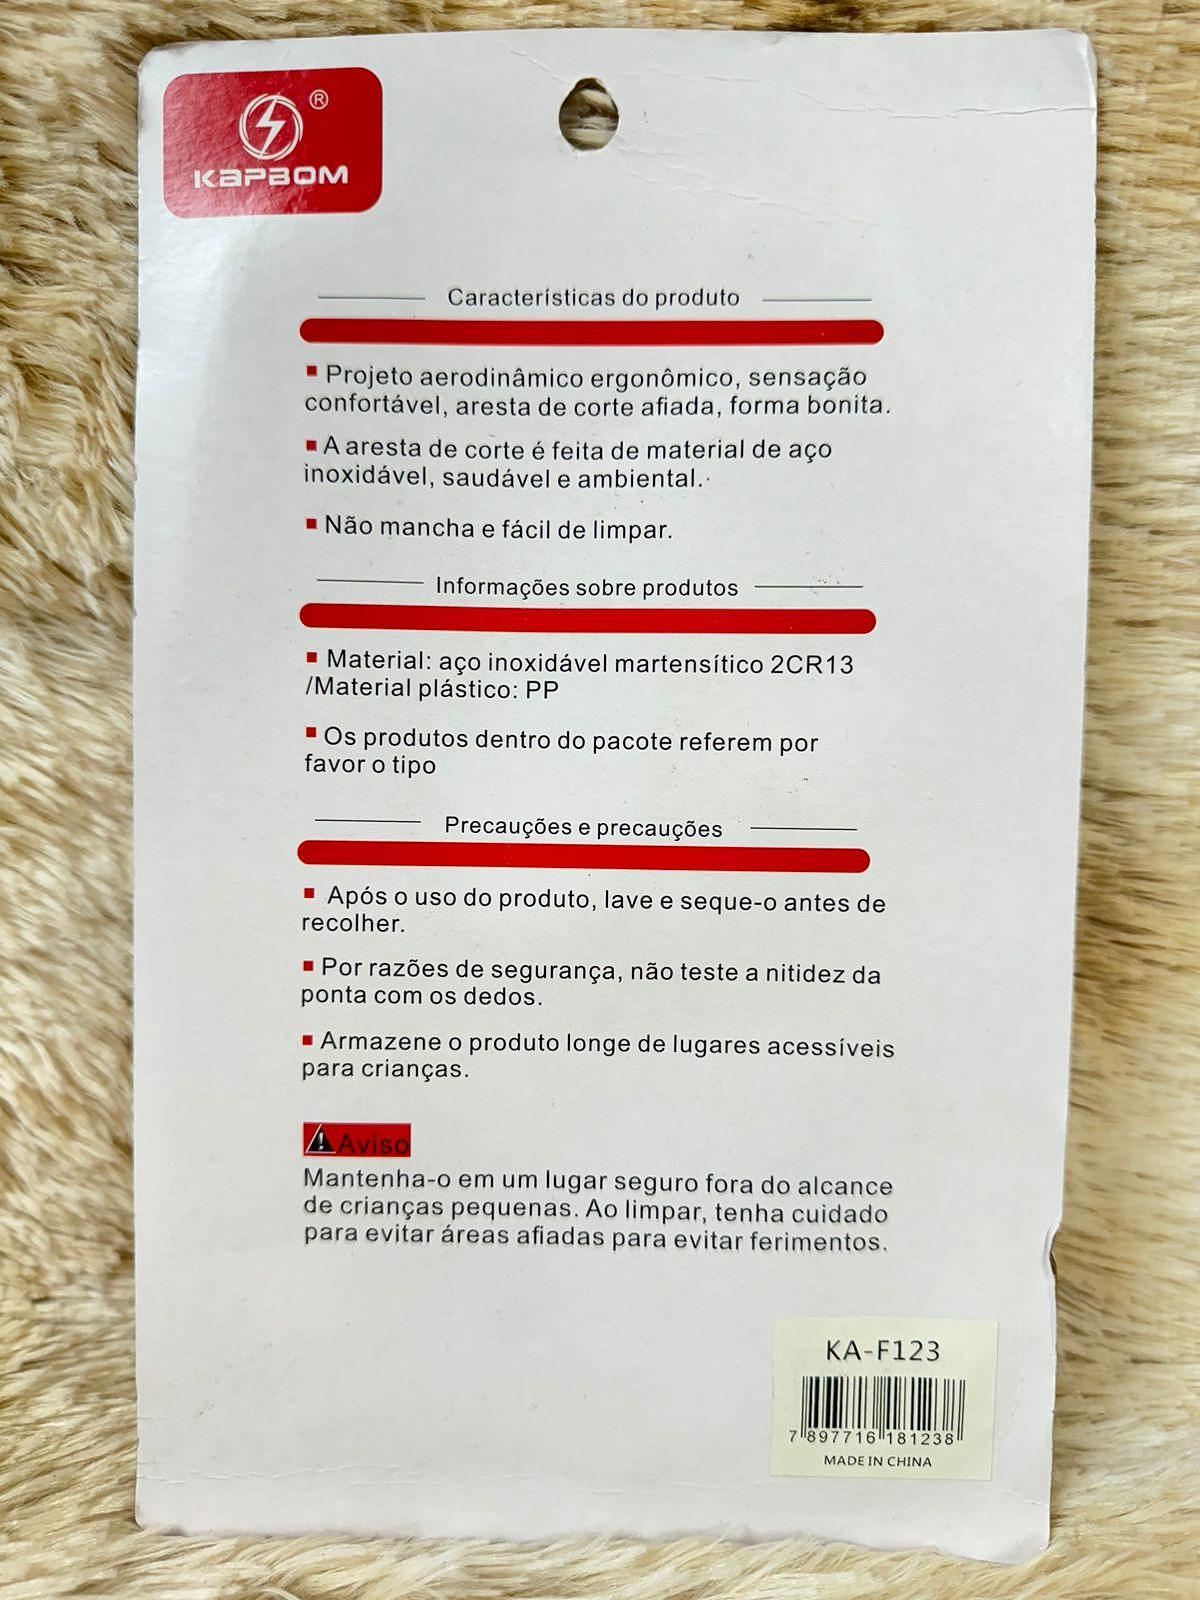 ®
KAPBOM
Características do produto
Projeto aerodinâmico ergonômico, sensação
confortável, aresta de corte afiada, forma bonita.
A aresta de corte é feita de material de aço
inoxidável, saudável e ambiental.
Não mancha e fácil de limpar.
Informações sobre produtos
Material: aço inoxidável martensítico 2CR13
/Material plástico: PP
Os produtos dentro do pacote referem por
favor o tipo
Precauções e precauções
Após o uso do produto, lave e seque-o antes de
recolher.
Por razões de segurança, não teste a nitidez da
ponta com os dedos.
Armazene o produto longe de lugares acessíveis
para crianças.
Aviso
Mantenha-o em um lugar seguro fora do alcance
de crianças pequenas. Ao limpar, tenha cuidado
para evitar áreas afiadas para evitar ferimentos.
KA-F123
7 897716 181238
MADE IN CHINA